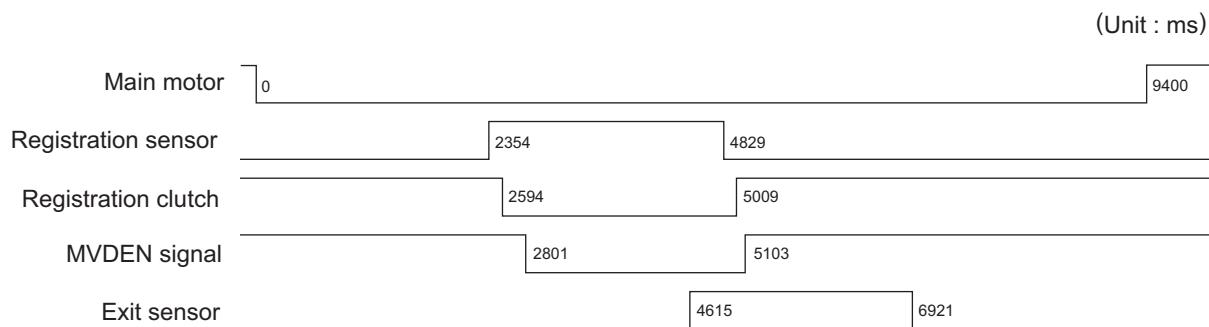 (Unit : ms)
Main motor 0 9400
Registration sensor 2354 4829
Registration clutch 2594 5009
MVDEN signal 2801 5103
Exit sensor 4615 6921